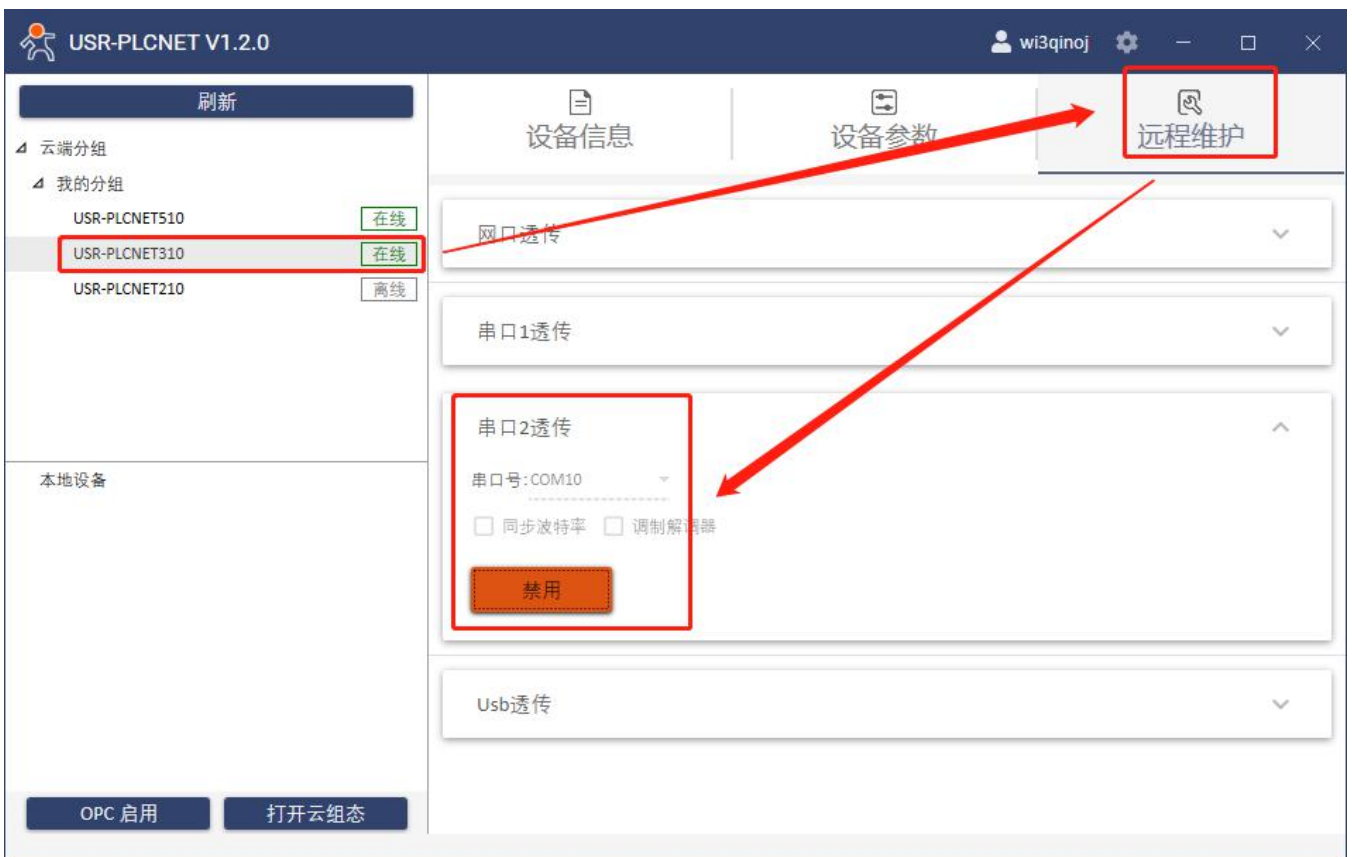 USR-PLCNET V1.2.0
wi3qinoj
刷新
设备信息
设备参数
远程维护
云端分组
我的分组
USR-PLCNET510 在线
USR-PLCNET310 在线
USR-PLCNET210 离线
网口透传
串口1透传
串口2透传
串口号:COM10
同步波特率 调制解调器
禁用
本地设备
Usb透传
OPC 启用
打开云组态